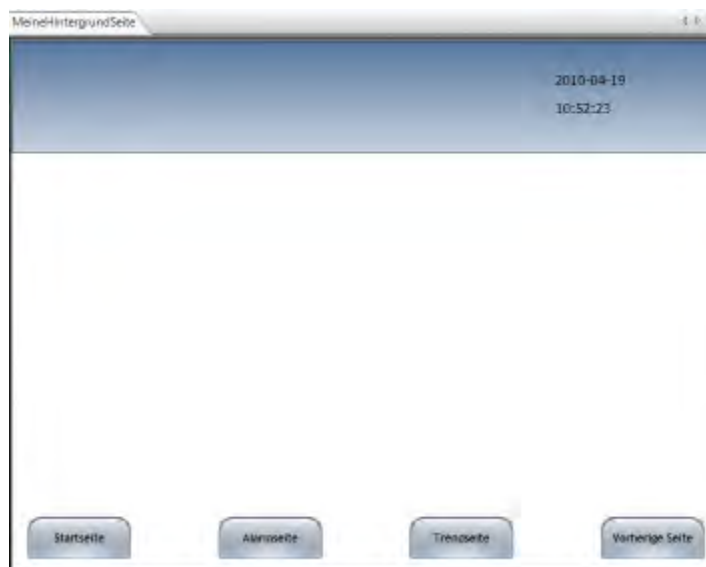 MeineHintergrundSeite
2010-04-19
10:52:23
Startseite
Alarmseite
Trendseite
Vorherige Seite